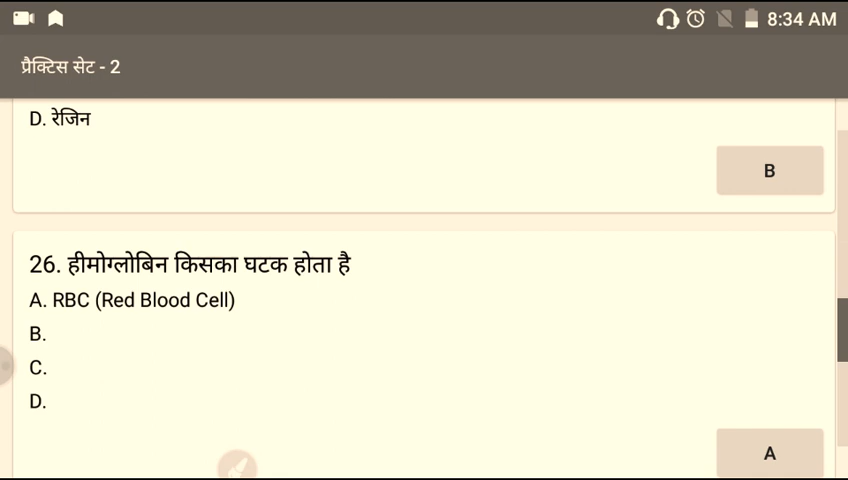 8:34 AM
प्रैक्टिस सेट - 2
D. रेजिन
B
26. हीमोग्लोबिन किसका घटक होता है
A. RBC (Red Blood Cell)
B.
C.
D.
A